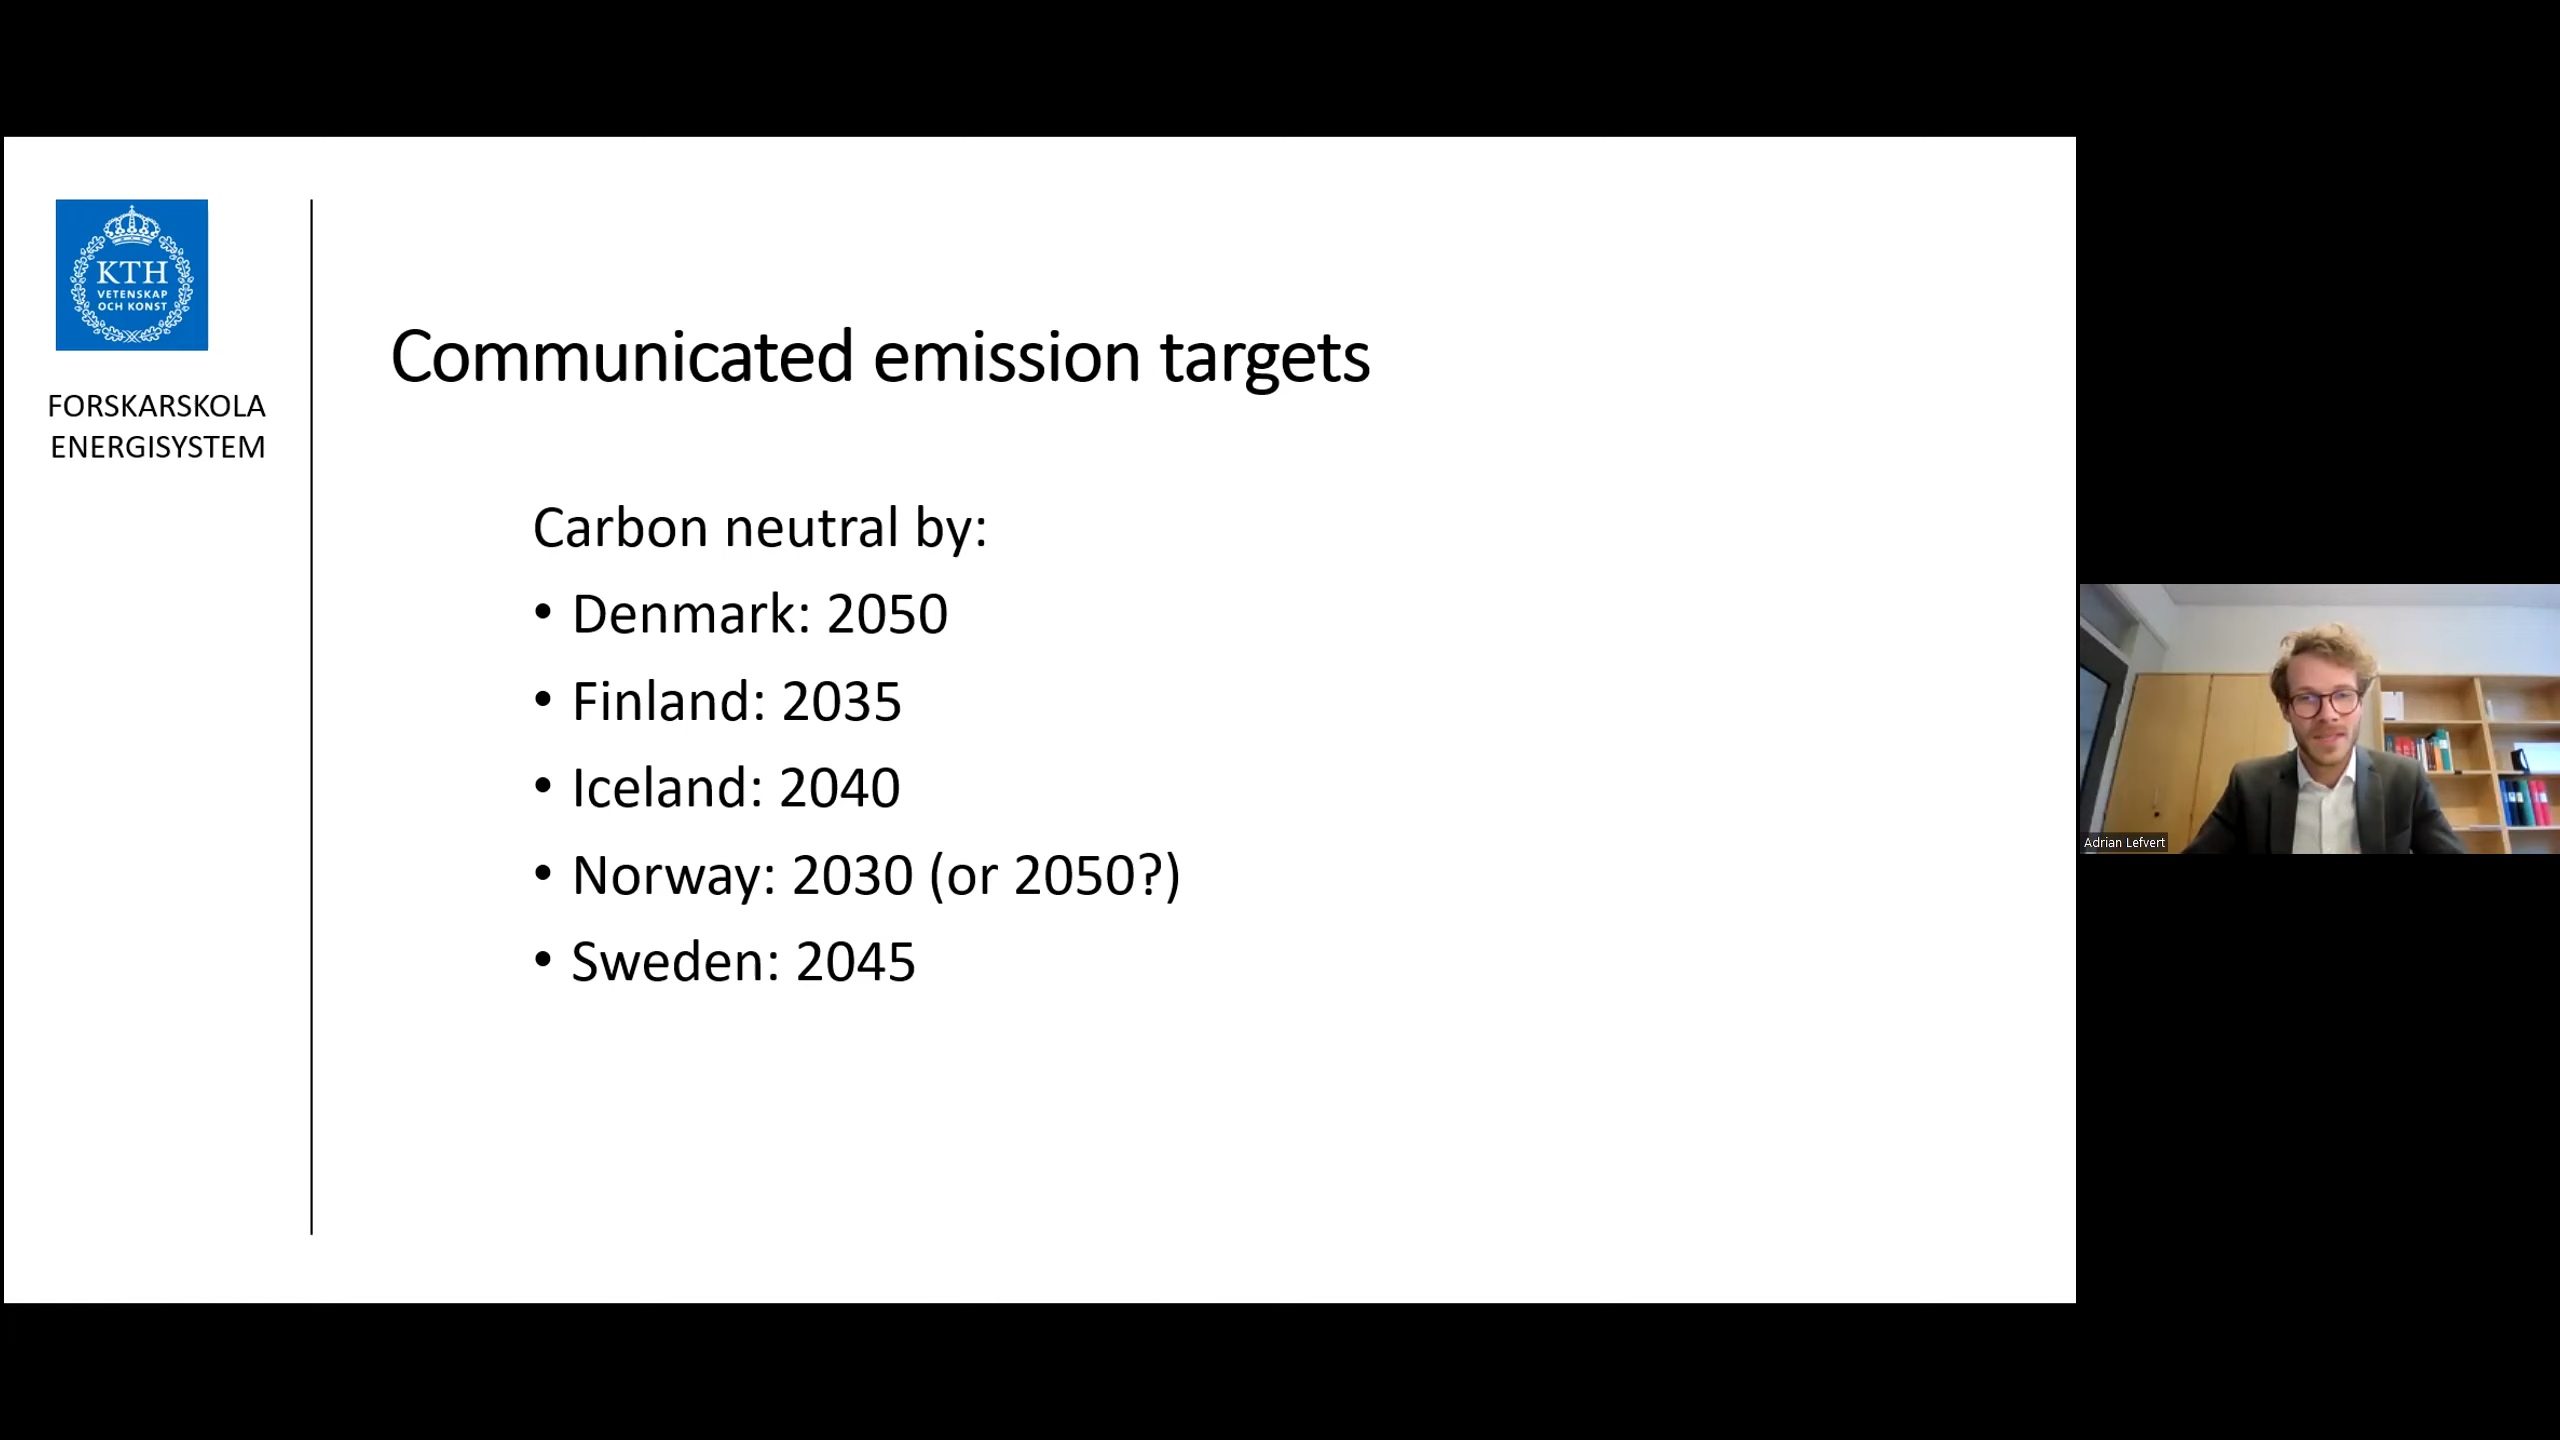 KTH
VETENSKAP
OCH KONST
FORSKARSKOLA
ENERGISYSTEM
Communicated emission targets
Carbon neutral by:
• Denmark: 2050
• Finland: 2035
• Iceland: 2040
• Norway: 2030 (or 2050?)
• Sweden: 2045
Adrian Lefvert